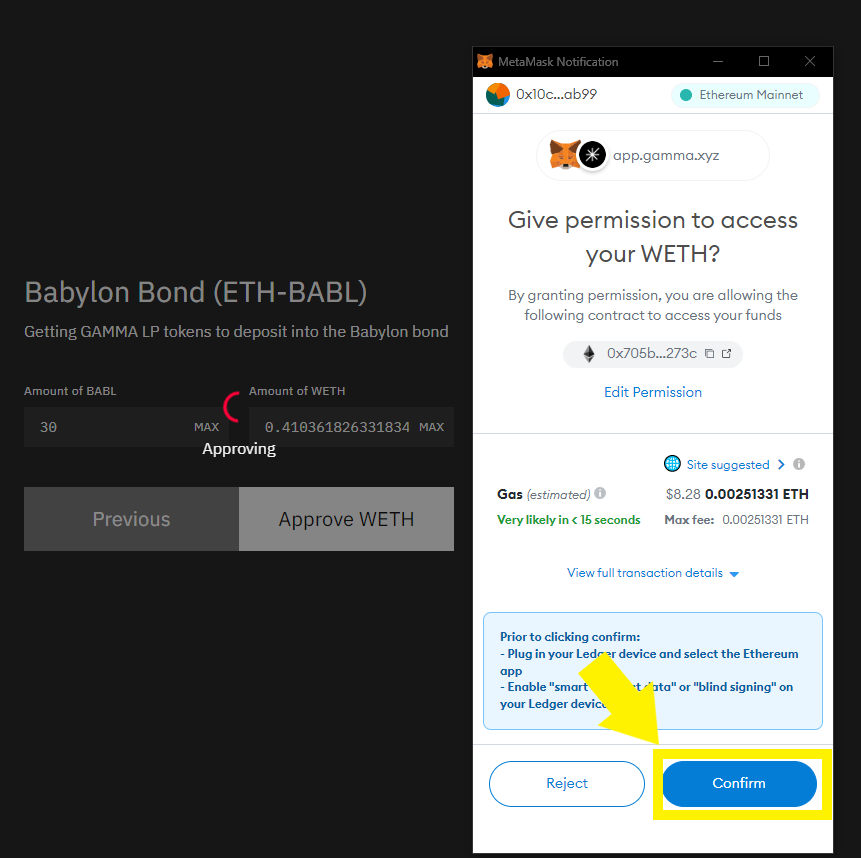 MetaMask Notification
0x10c...ab99
Ethereum Mainnet
app.gamma.xyz
Give permission to access
your WETH?
By granting permission, you are allowing the
following contract to access your funds
0x705b...273c
Edit Permission
Babylon Bond (ETH-BABL)
Getting GAMMA LP tokens to deposit into the Babylon bond
Amount of BABL
Amount of WETH
30
MAX
0.410361826331834
MAX
Approving
Previous
Approve WETH
Site suggested
Gas (estimated)
$8.28 0.00251331 ETH
Very likely in < 15 seconds
Max fee: 0.00251331 ETH
View full transaction details
Prior to clicking confirm:
- Plug in your Ledger device and select the Ethereum
app
- Enable "smart data" or "blind signing" on
your Ledger device
Reject
Confirm